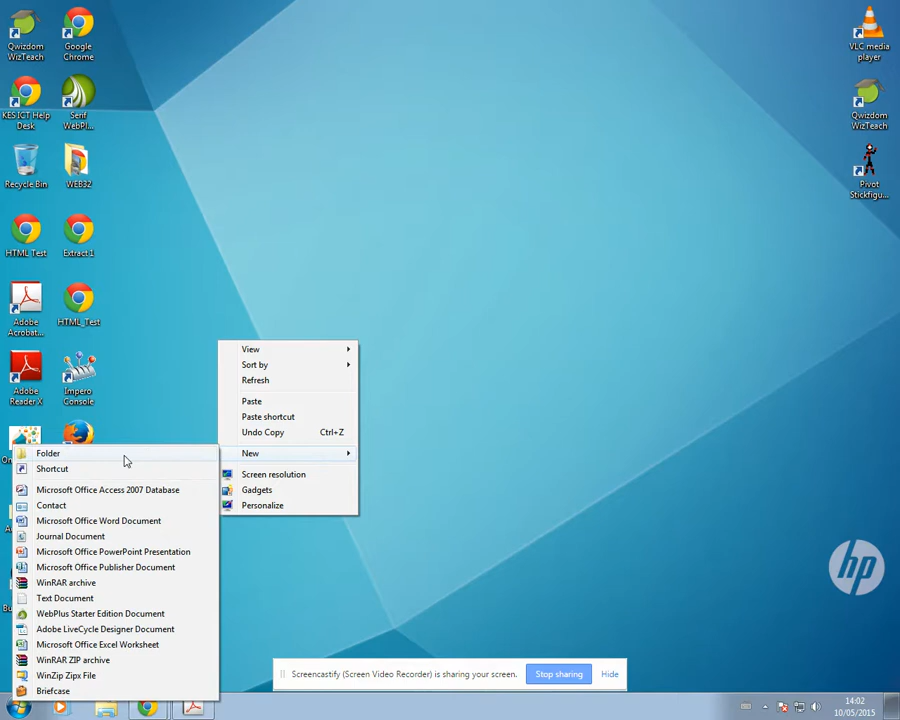 Qwizdom
WizTeach
Google
Chrome
VLC media
player
KES ICT Help
Desk
Serif
WebPl...
Qwizdom
WizTeach
Recycle Bin
WEB32
Pivot
Stickfigu...
HTML Test
Extract 1
Adobe
Acrobat...
HTML_Test
Adobe
Reader X
Impero
Console
View
Sort by
Refresh
Paste
Paste shortcut
Undo Copy Ctrl+Z
New
Screen resolution
Gadgets
Personalize
Folder
Shortcut
Microsoft Office Access 2007 Database
Contact
Microsoft Office Word Document
Journal Document
Microsoft Office PowerPoint Presentation
Microsoft Office Publisher Document
WinRAR archive
Text Document
WebPlus Starter Edition Document
Adobe LiveCycle Designer Document
Microsoft Office Excel Worksheet
WinRAR ZIP archive
WinZip Zipx File
Briefcase
hp
Screencastify (Screen Video Recorder) is sharing your screen. Stop sharing Hide
14:02
10/05/2015